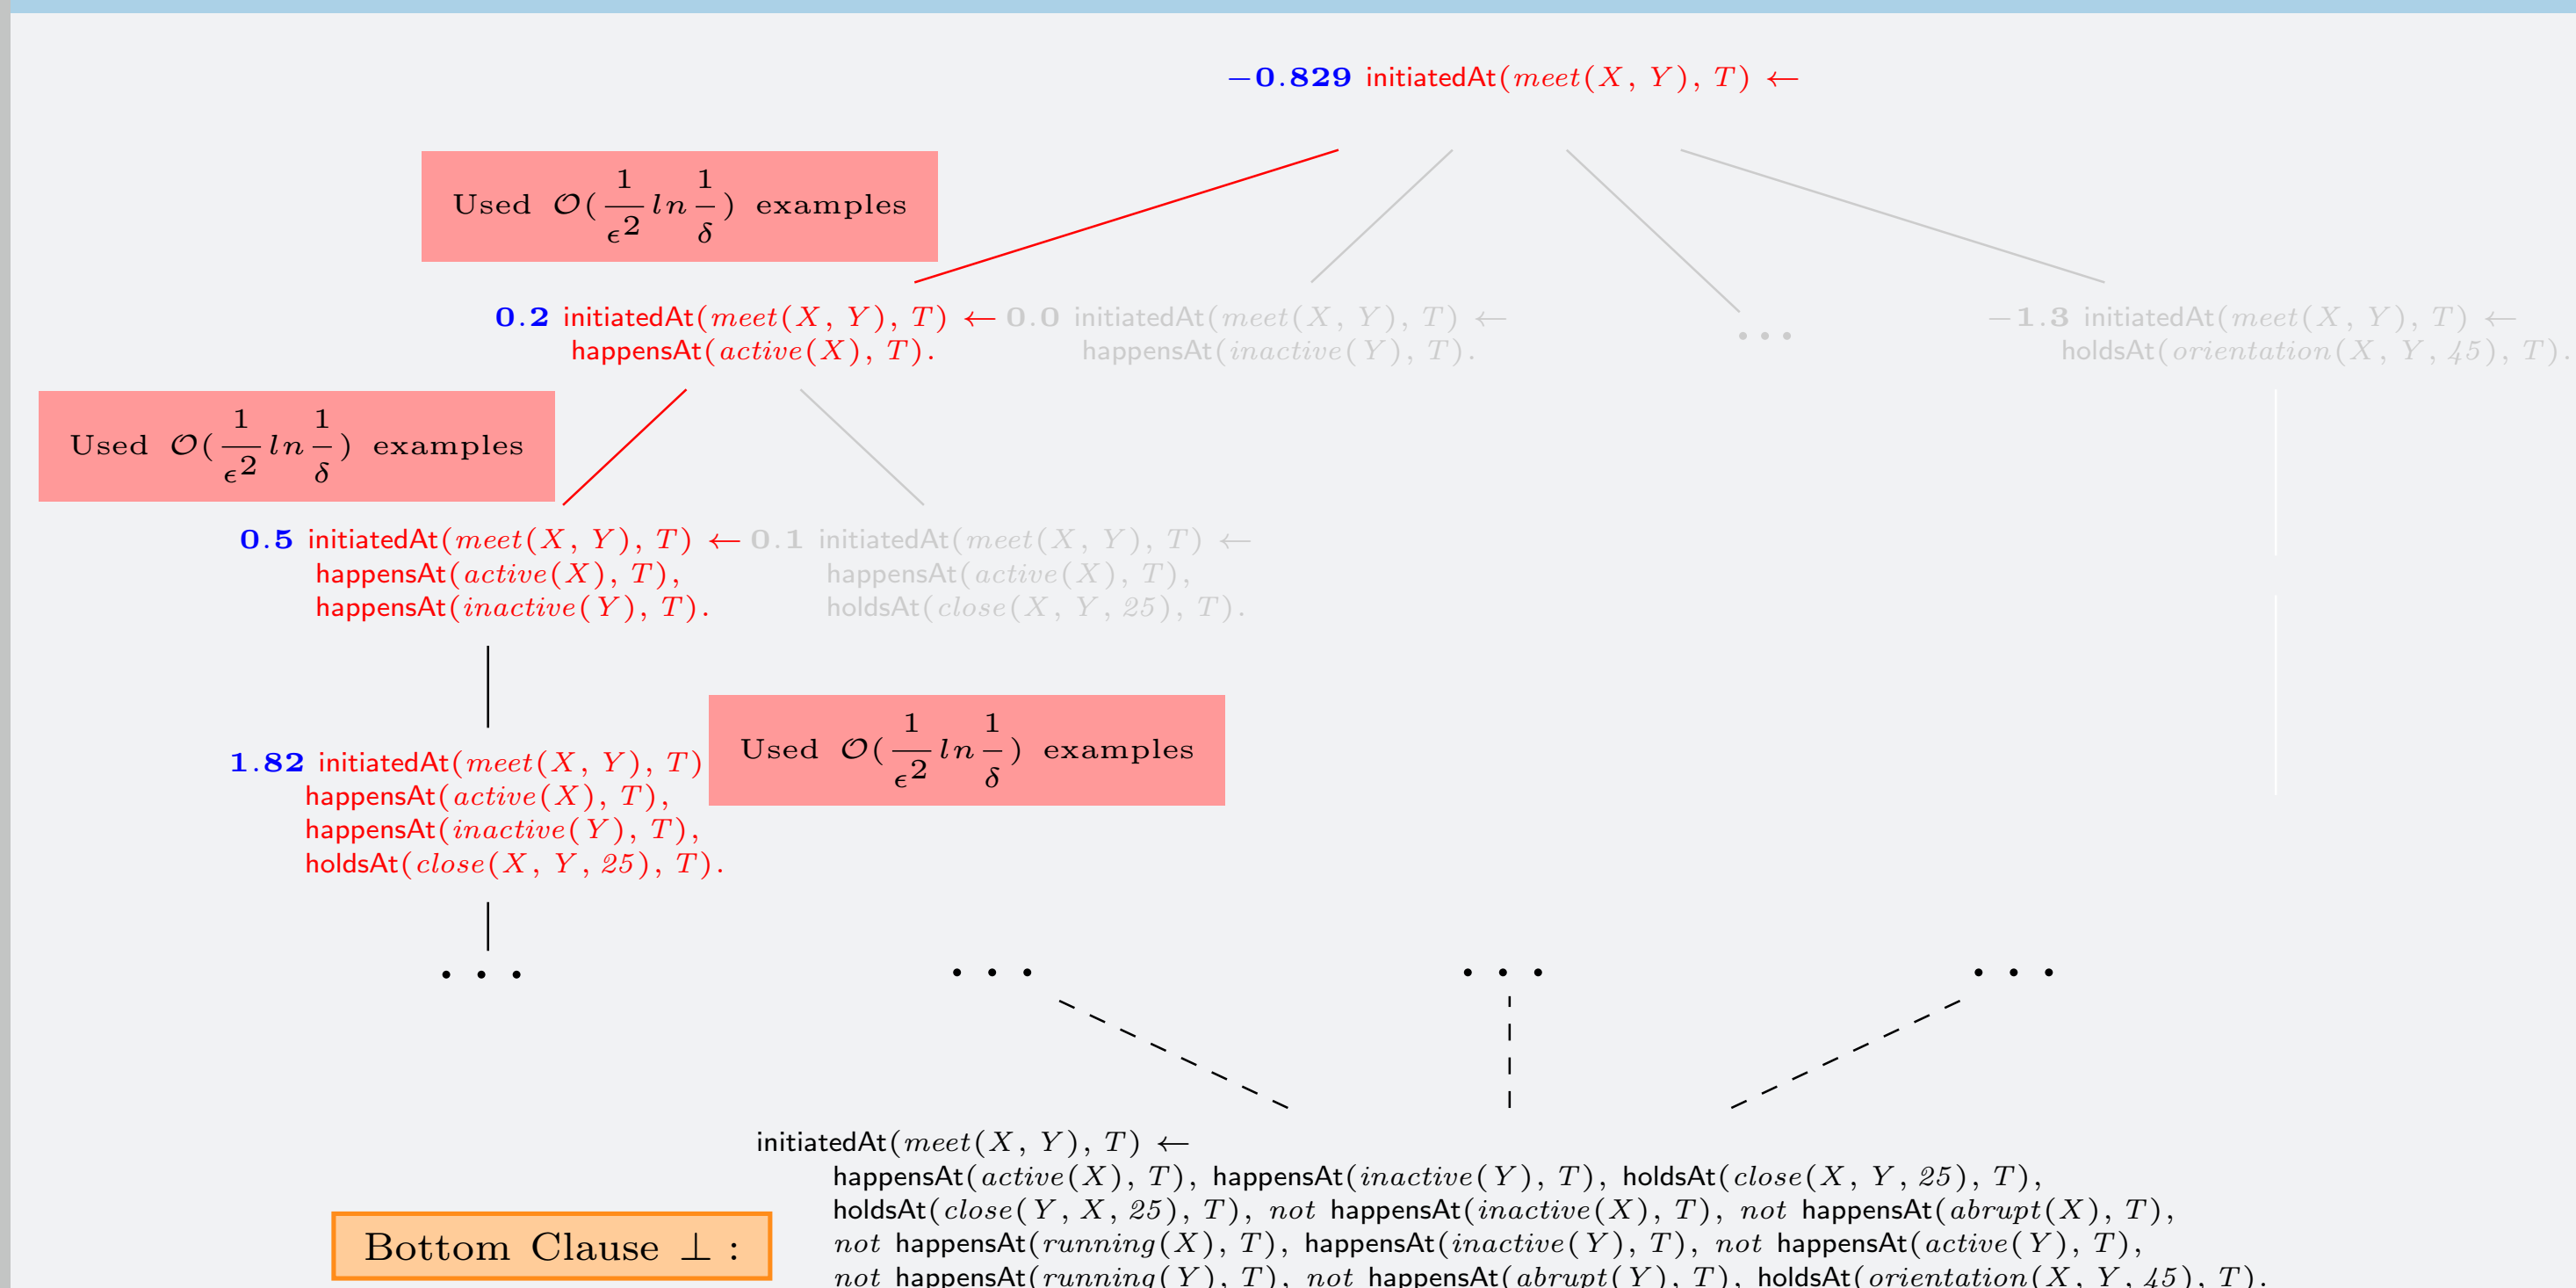 −0.829 initiatedAt(meet(X, Y), T) ←
Used O(1/ϵ² ln 1/δ) examples
0.2 initiatedAt(meet(X, Y), T) ←
happensAt(active(X), T).
0.0 initiatedAt(meet(X, Y), T) ←
happensAt(inactive(Y), T).
...
−1.3 initiatedAt(meet(X, Y), T) ←
holdsAt(orientation(X, Y, 45), T).
Used O(1/ϵ² ln 1/δ) examples
0.5 initiatedAt(meet(X, Y), T) ←
happensAt(active(X), T),
happensAt(inactive(Y), T).
0.1 initiatedAt(meet(X, Y), T) ←
happensAt(active(X), T),
holdsAt(close(X, Y, 25), T).
1.82 initiatedAt(meet(X, Y), T)
happensAt(active(X), T),
happensAt(inactive(Y), T),
holdsAt(close(X, Y, 25), T).
Used O(1/ϵ² ln 1/δ) examples
. . . . . . . . . . . .
initiatedAt(meet(X, Y), T) ←
happensAt(active(X), T), happensAt(inactive(Y), T), holdsAt(close(X, Y, 25), T),
holdsAt(close(Y, X, 25), T), not happensAt(inactive(X), T), not happensAt(abrupt(X), T),
not happensAt(running(X), T), happensAt(inactive(Y), T), not happensAt(active(Y), T),
not happensAt(running(Y), T), not happensAt(abrupt(Y), T), holdsAt(orientation(X, Y, 45), T).
Bottom Clause ⊥ :